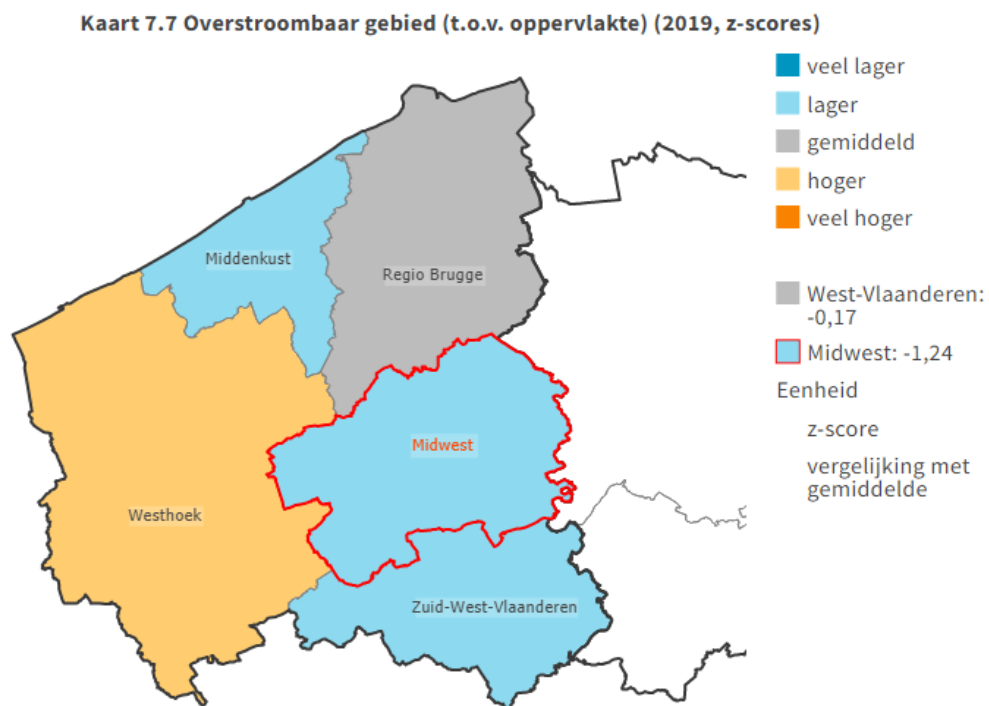 Kaart 7.7 Overstroombaar gebied (t.o.v. oppervlakte) (2019, z-scores)
veel lager
lager
gemiddeld
hoger
veel hoger
West-Vlaanderen:
-0,17
Midwest: -1,24
Eenheid
z-score
vergelijking met
gemiddelde
Middenkust
Regio Brugge
Midwest
Westhoek
Zuid-West-Vlaanderen